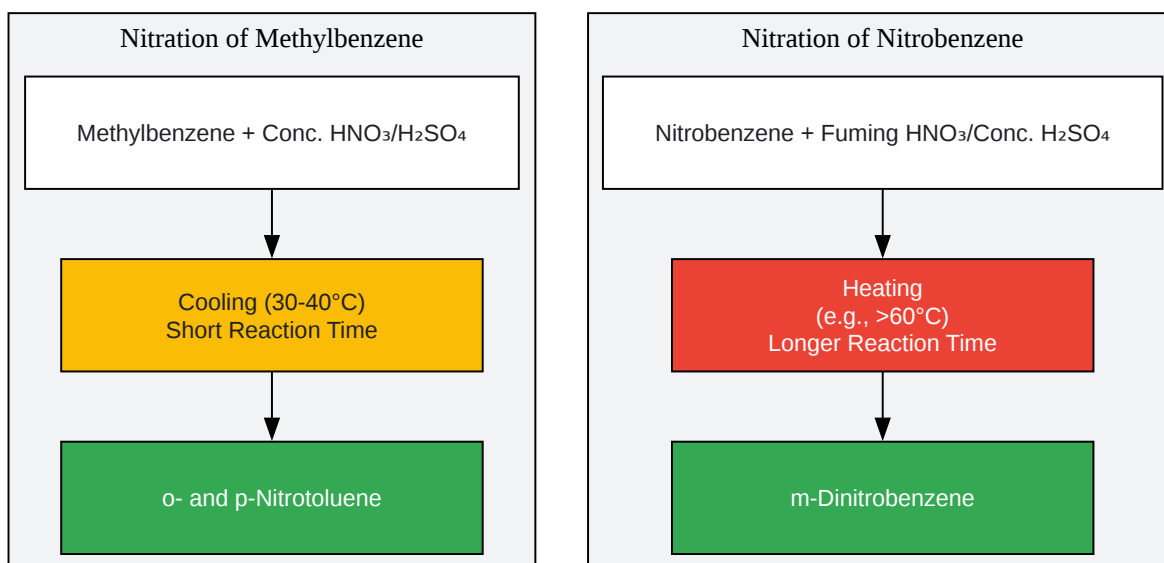 Nitration of Methylbenzene
Methylbenzene + Conc. HNO₃/H₂SO₄
Cooling (30-40°C)
Short Reaction Time
o- and p-Nitrotoluene
Nitration of Nitrobenzene
Nitrobenzene + Fuming HNO₃/Conc. H₂SO₄
Heating
(e.g., >60°C)
Longer Reaction Time
m-Dinitrobenzene